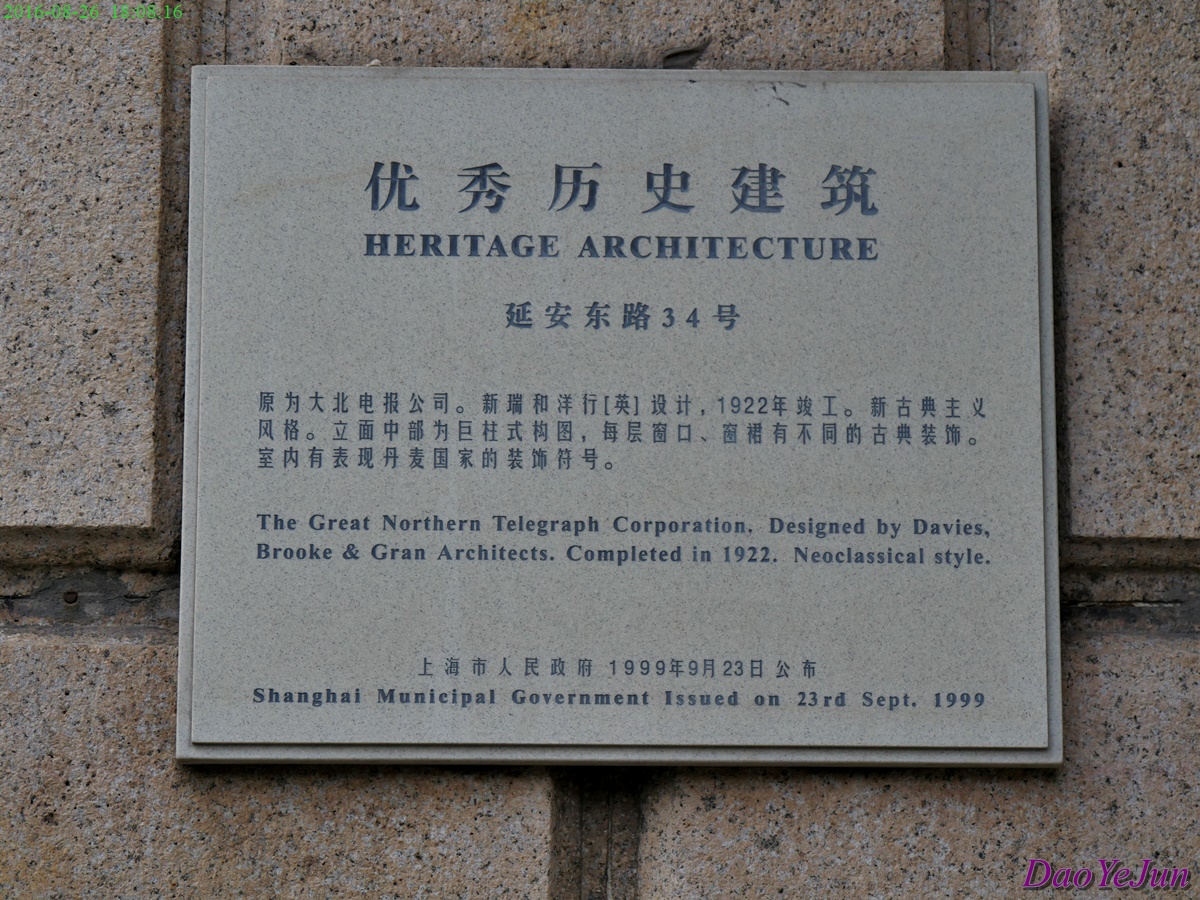 2016-08-26 18:08:16
优秀历史建筑
HERITAGE ARCHITECTURE
延安东路34号
原为大北电报公司。新瑞和洋行[英]设计，1922年竣工。新古典主义
风格。立面中部为巨柱式构图，每层窗口、窗裙有不同的古典装饰。
室内有表现丹麦国家的装饰符号。
The Great Northern Telegraph Corporation. Designed by Davies,
Brooke & Gran Architects. Completed in 1922. Neoclassical style.
上海市人民政府 1999年9月23日公布
Shanghai Municipal Government Issued on 23rd Sept. 1999
DaoYeJun